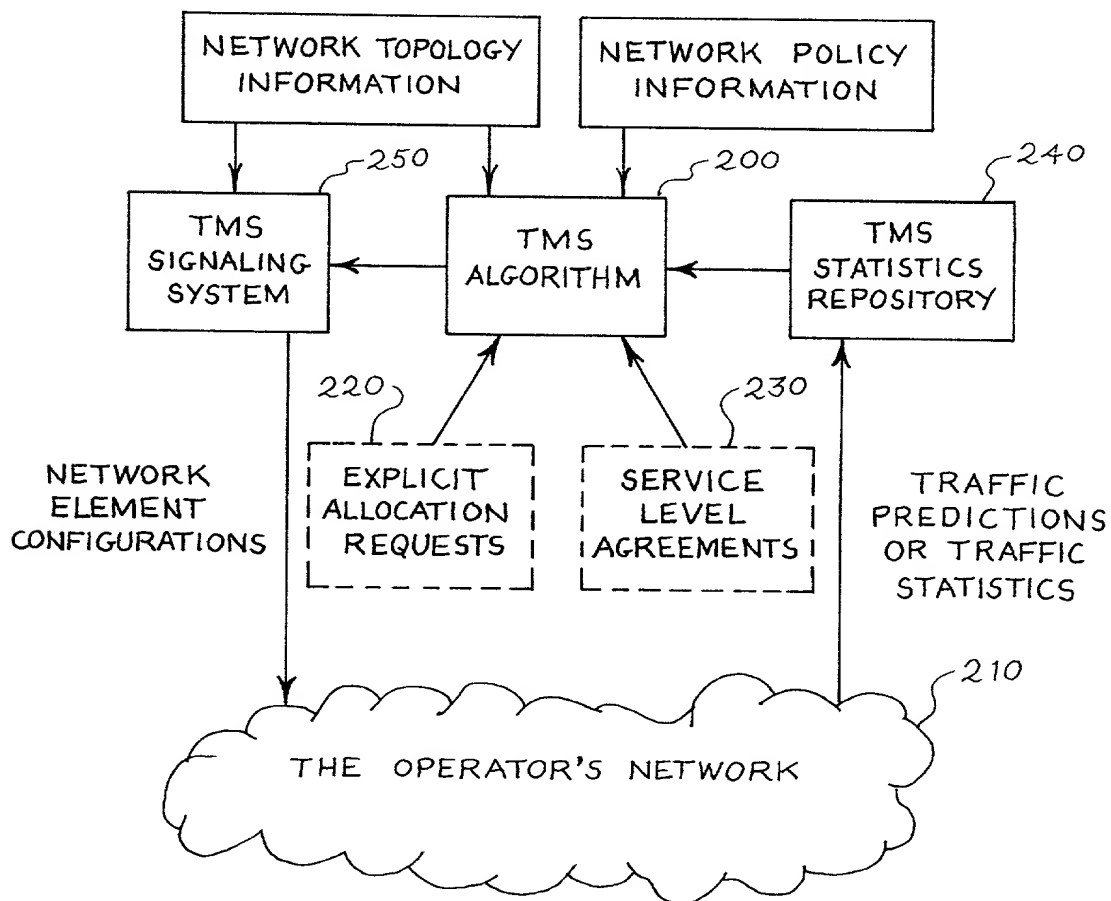 NETWORK TOPOLOGY
INFORMATION
NETWORK POLICY
INFORMATION
250
200
240
TMS
SIGNALING
SYSTEM
TMS
ALGORITHM
TMS
STATISTICS
REPOSITORY
220
230
NETWORK
ELEMENT
CONFIGURATIONS
EXPLICIT
ALLOCATION
REQUESTS
SERVICE
LEVEL
AGREEMENTS
TRAFFIC
PREDICTIONS
OR TRAFFIC
STATISTICS
210
THE OPERATOR'S NETWORK